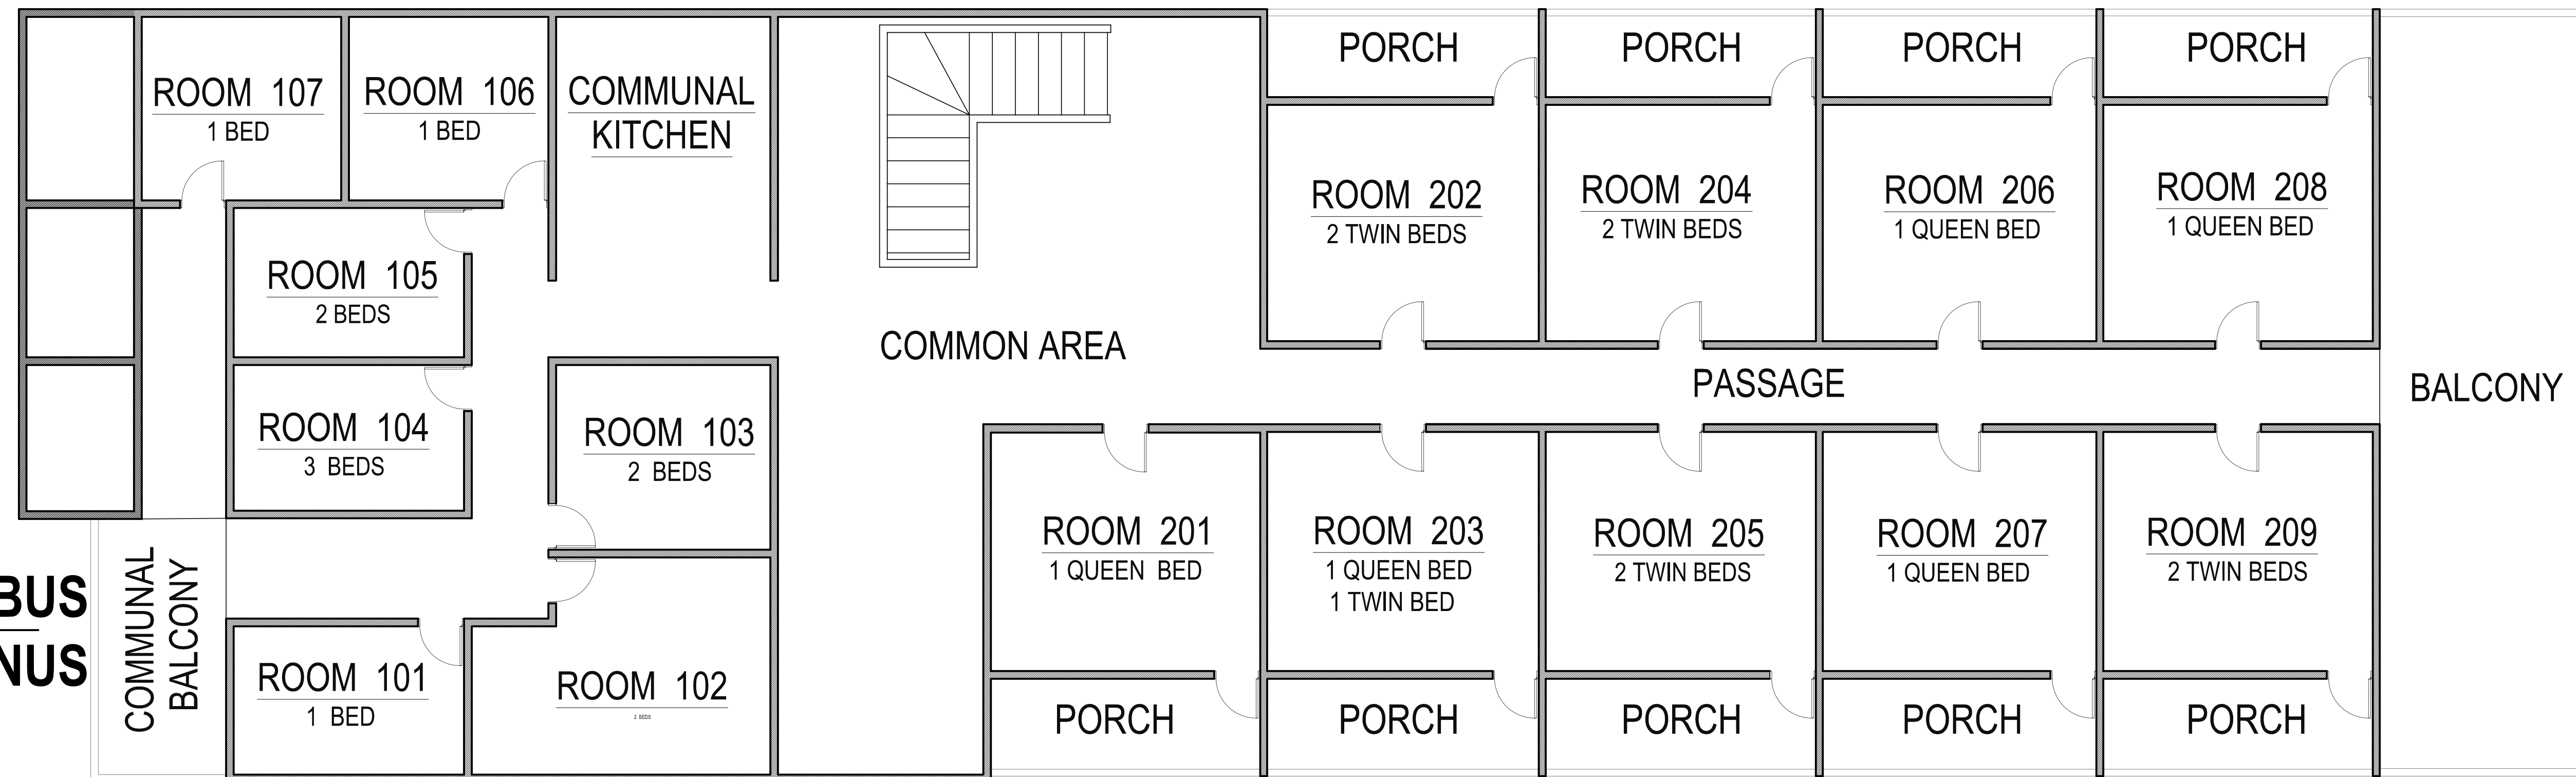 ROOM 107
1 BED
ROOM 106
1 BED
COMMUNAL
KITCHEN
PORCH
PORCH
PORCH
PORCH
ROOM 202
2 TWIN BEDS
ROOM 204
2 TWIN BEDS
ROOM 206
1 QUEEN BED
ROOM 208
1 QUEEN BED
ROOM 105
2 BEDS
COMMON AREA
PASSAGE
BALCONY
ROOM 104
3 BEDS
ROOM 103
2 BEDS
ROOM 201
1 QUEEN BED
ROOM 203
1 QUEEN BED
1 TWIN BED
ROOM 205
2 TWIN BEDS
ROOM 207
1 QUEEN BED
ROOM 209
2 TWIN BEDS
BUS
NUS
COMMUNAL
BALCONY
ROOM 101
1 BED
ROOM 102
2 BEDS
PORCH
PORCH
PORCH
PORCH
PORCH